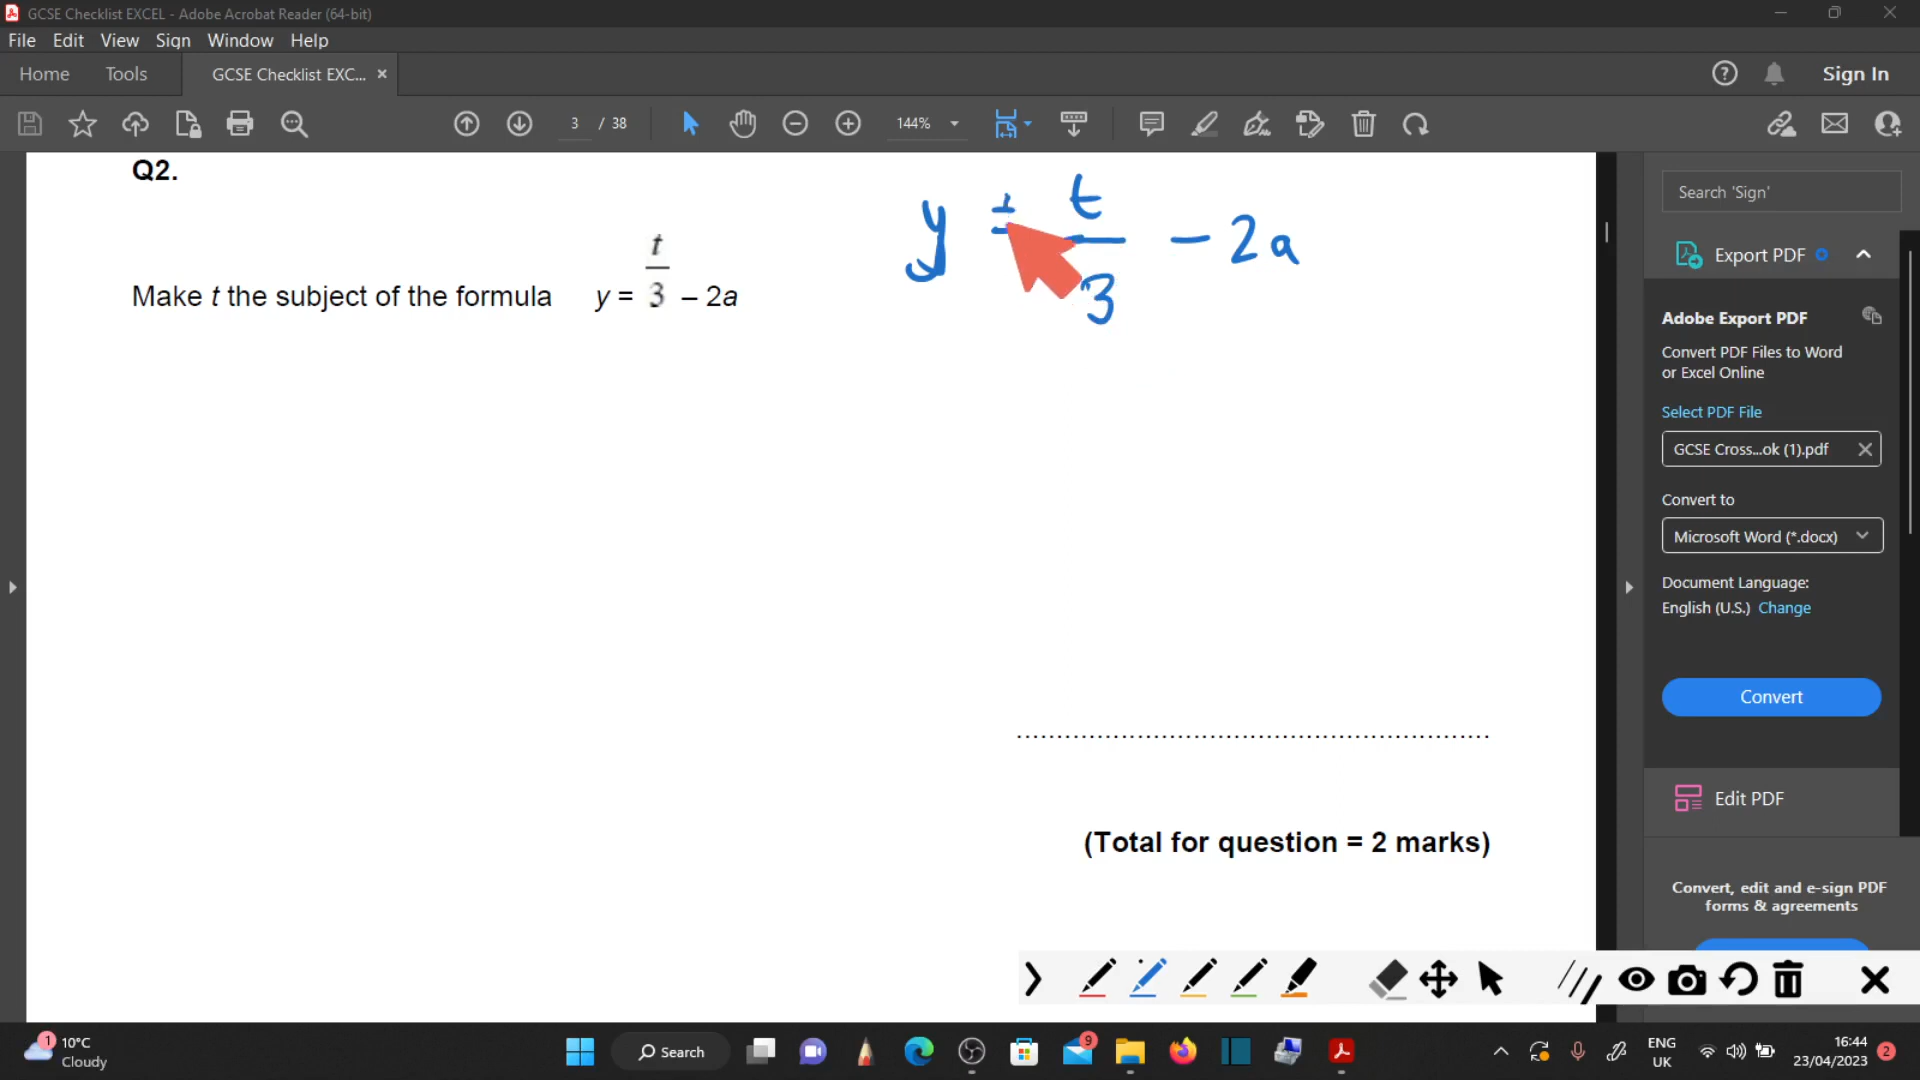 GCSE Checklist EXCEL - Adobe Acrobat Reader (64-bit)
File Edit View Sign Window Help
Home Tools GCSE Checklist EXC... × Sign In
3 / 38 144%
Q2.
y = t/3 - 2a
Make t the subject of the formula y = t/3 – 2a
(Total for question = 2 marks)
Search 'Sign'
Export PDF
Adobe Export PDF
Convert PDF Files to Word
or Excel Online
Select PDF File
GCSE Cross...ok (1).pdf
Convert to
Microsoft Word (*.docx)
Document Language:
English (U.S.) Change
Convert
Edit PDF
Convert, edit and e-sign PDF
forms & agreements
1 10°C
Cloudy
Search
9
ENG
UK
16:44
23/04/2023
2